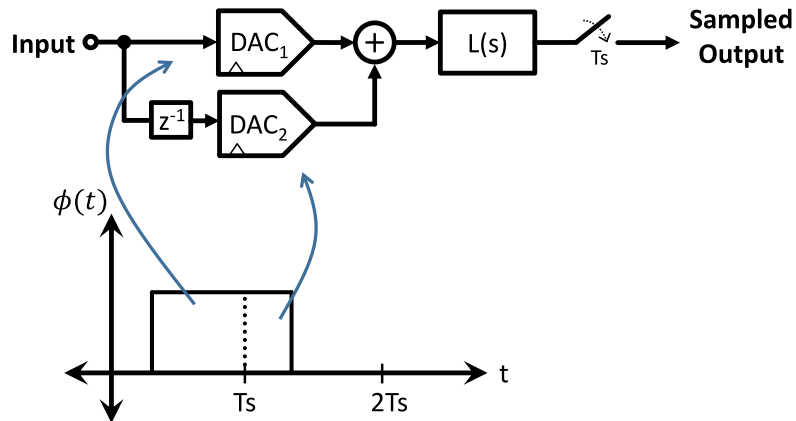 Input
DAC₁
+
L(s)
Ts
Sampled
Output
z⁻¹
DAC₂
ϕ(t)
t
Ts
2Ts